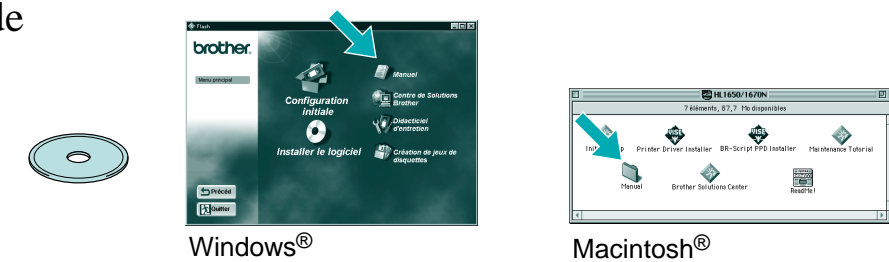 de
Flash
brother.
Menu principal
Configuration
initiale
Installer le logiciel
Manuel
Centre de Solutions
Brother
Didacticiel
d'entretien
Création de jeux de
disquettes
Précéd
Quitter
Windows®
HL1650/1670N
7 éléments, 87,7 Mo disponibles
Printer Driver Installer
BR-Script PPD Installer
Maintenance Tutorial
Manual
Brother Solutions Center
ReadMe!
Macintosh®